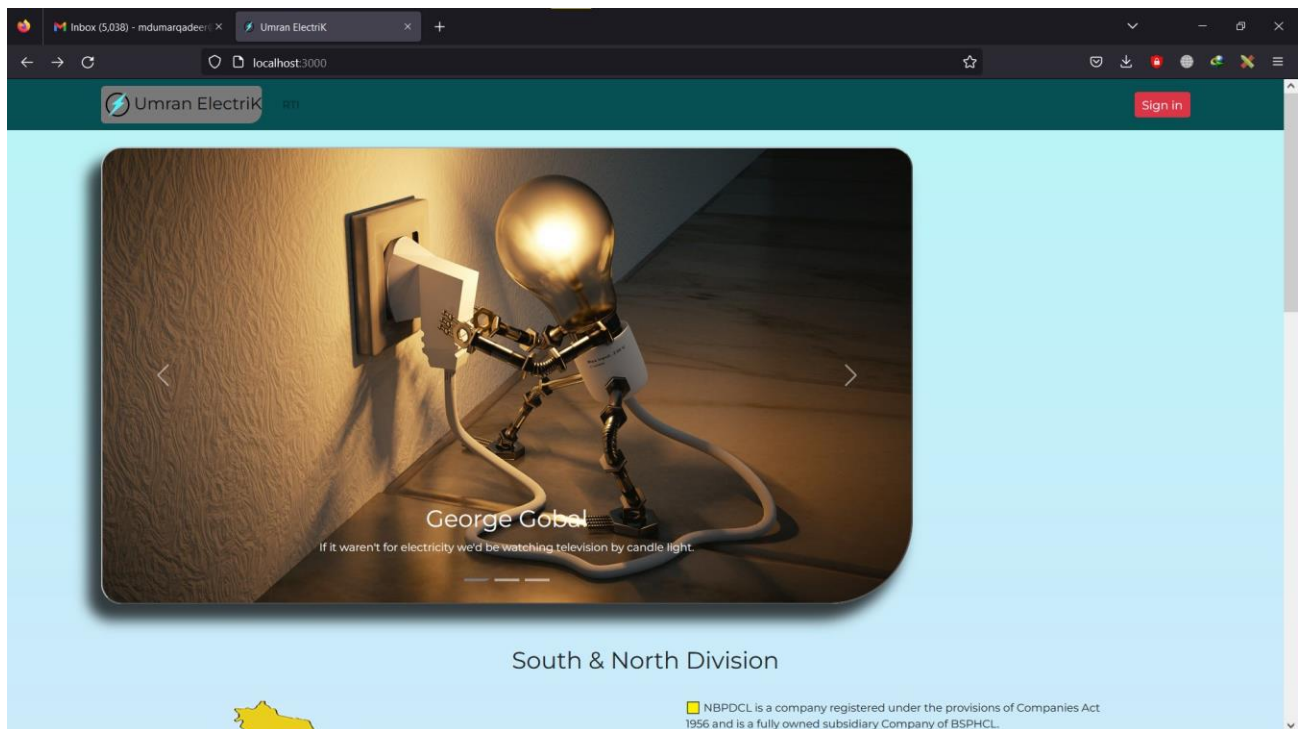 Inbox (5,038) - mdumarqadeer
Umran ElectriK
localhost:3000
Umran ElectriK
RTI
Sign in
George Gobal
If it waren't for electricity we'd be watching television by candle light.
South & North Division
NBPDCL is a company registered under the provisions of Companies Act
1956 and is a fully owned subsidiary Company of BSPHCL.